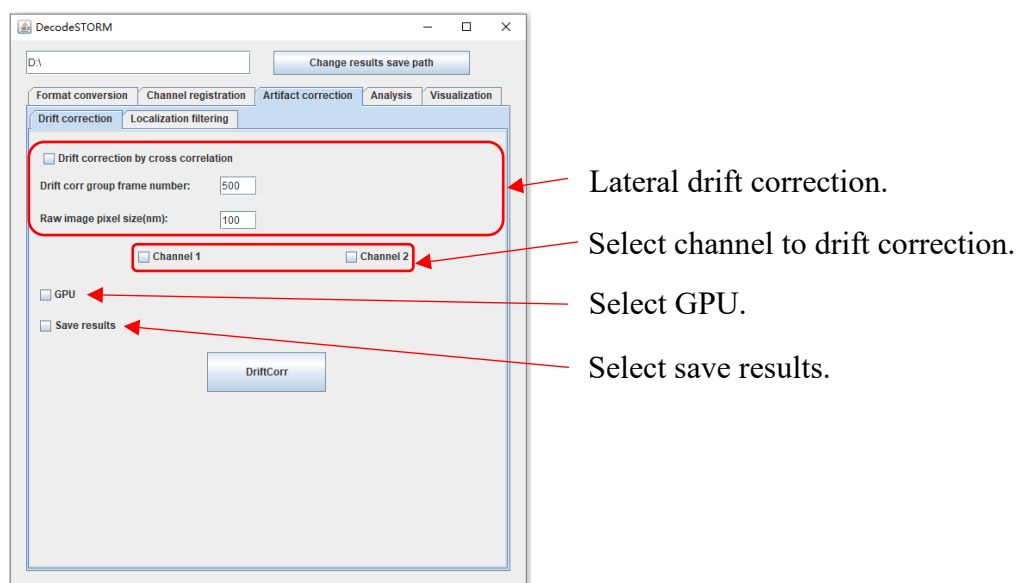 DecodeSTORM
D:\
Change results save path
Format conversion Channel registration Artifact correction Analysis Visualization
Drift correction Localization filtering
Drift correction by cross correlation
Drift corr group frame number: 500
Lateral drift correction.
Raw image pixel size(nm): 100
Select channel to drift correction.
Channel 1 Channel 2
GPU
Select GPU.
Save results
Select save results.
DriftCorr